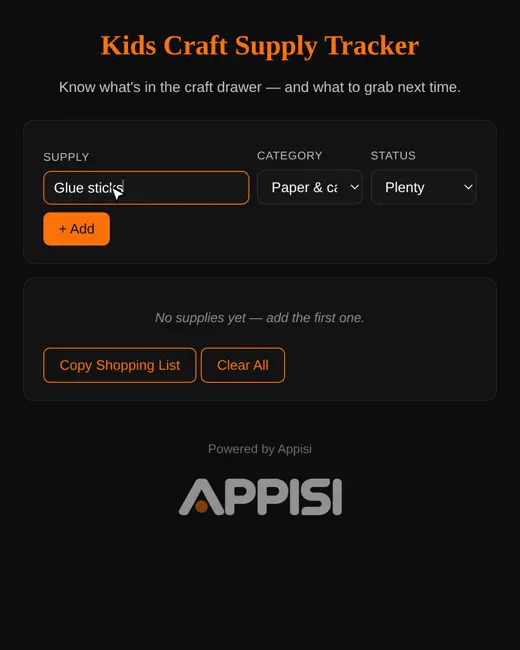 Kids Craft Supply Tracker
Know what's in the craft drawer — and what to grab next time.
SUPPLY
CATEGORY
STATUS
Glue sticks
Paper & ca
Plenty
+ Add
No supplies yet — add the first one.
Copy Shopping List
Clear All
Powered by Appisi
APPISI